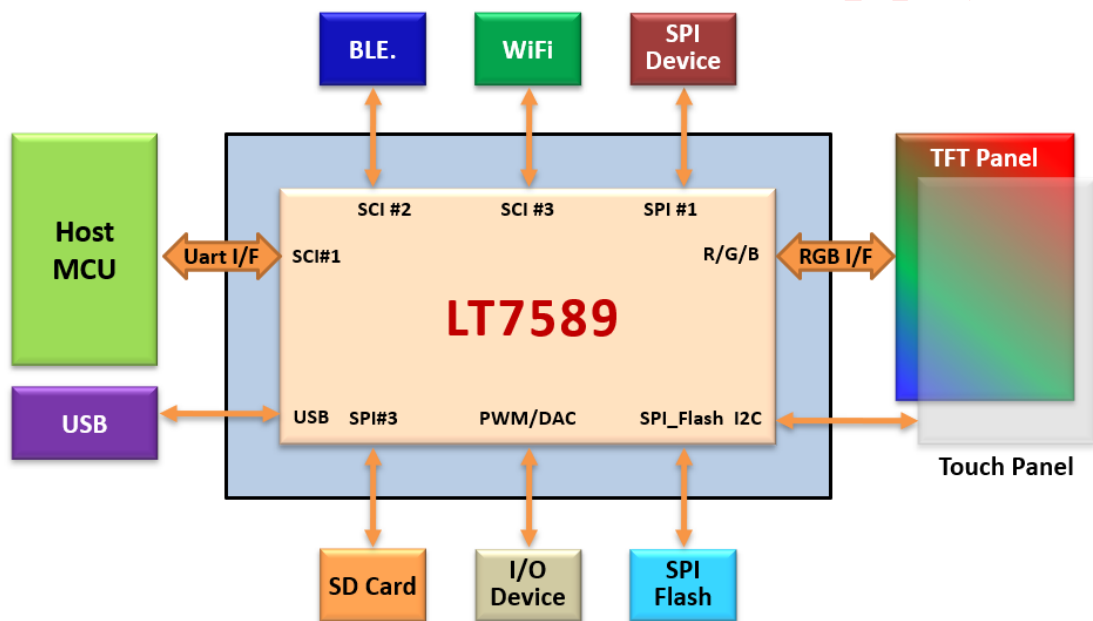 BLE.
WiFi
SPI
Device
TFT Panel
Host
MCU
Uart I/F
SCI#1
SCI #2
SCI #3
SPI #1
R/G/B
RGB I/F
LT7589
USB
USB
SPI#3
PWM/DAC
SPI_Flash
I2C
Touch Panel
SD Card
I/O
Device
SPI
Flash